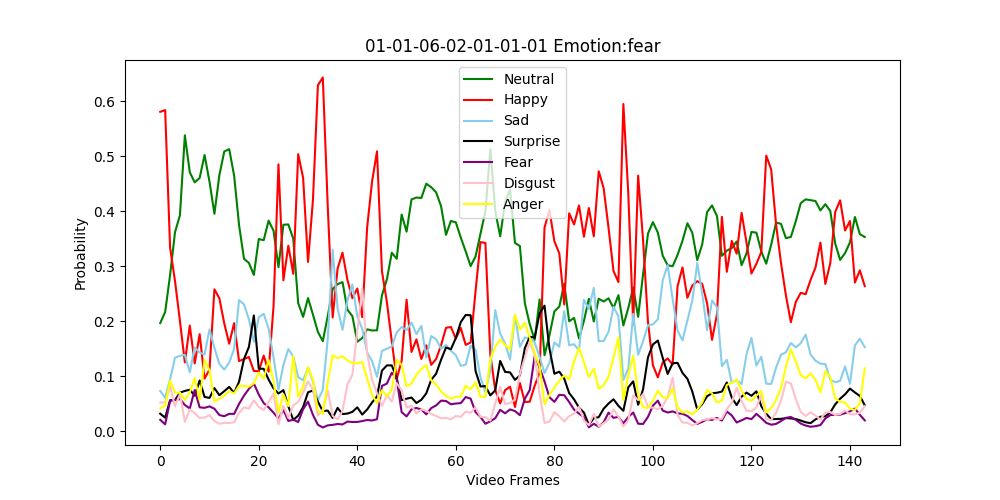 01-01-06-02-01-01-01 Emotion:fear
Neutral
Happy
Sad
Surprise
Fear
Disgust
Anger
Probability
0.6
0.5
0.4
0.3
0.2
0.1
0.0
0 20 40 60 80 100 120 140
Video Frames